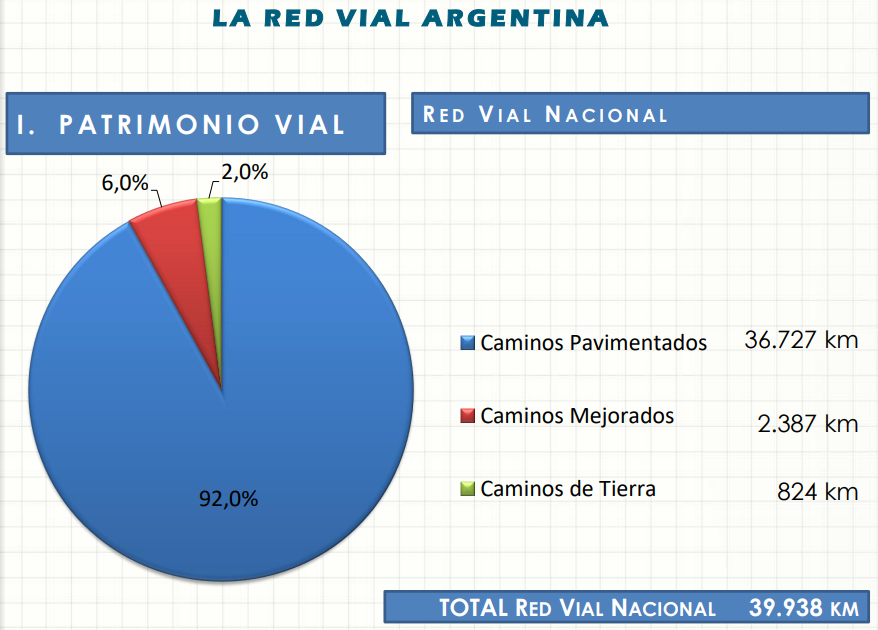 LA RED VIAL ARGENTINA
I. PATRIMONIO VIAL
RED VIAL NACIONAL
6,0%
2,0%
92,0%
Caminos Pavimentados 36.727 km
Caminos Mejorados 2.387 km
Caminos de Tierra 824 km
TOTAL RED VIAL NACIONAL 39.938 KM